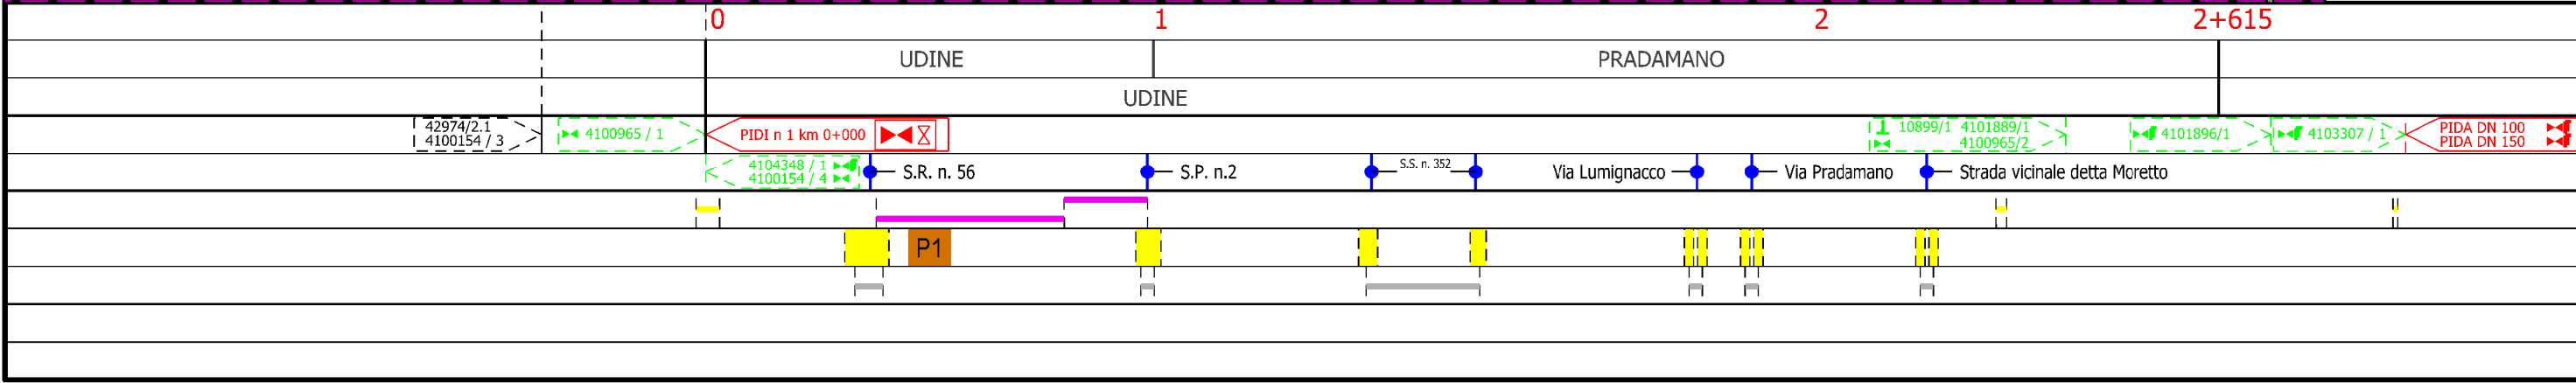 0 1 2 2+615
UDINE PRADAMANO
UDINE
42974/2.1
4100154 / 3
4100965 / 1
PIDI n 1 km 0+000
10899/1 4101889/1
4100965/2
4101896/1
4103307 / 1
PIDA DN 100
PIDA DN 150
4104348 / 1
4100154 / 4
S.R. n. 56
S.P. n.2
S.S. n. 352
Via Lumignacco
Via Pradamano
Strada vicinale detta Moretto
P1